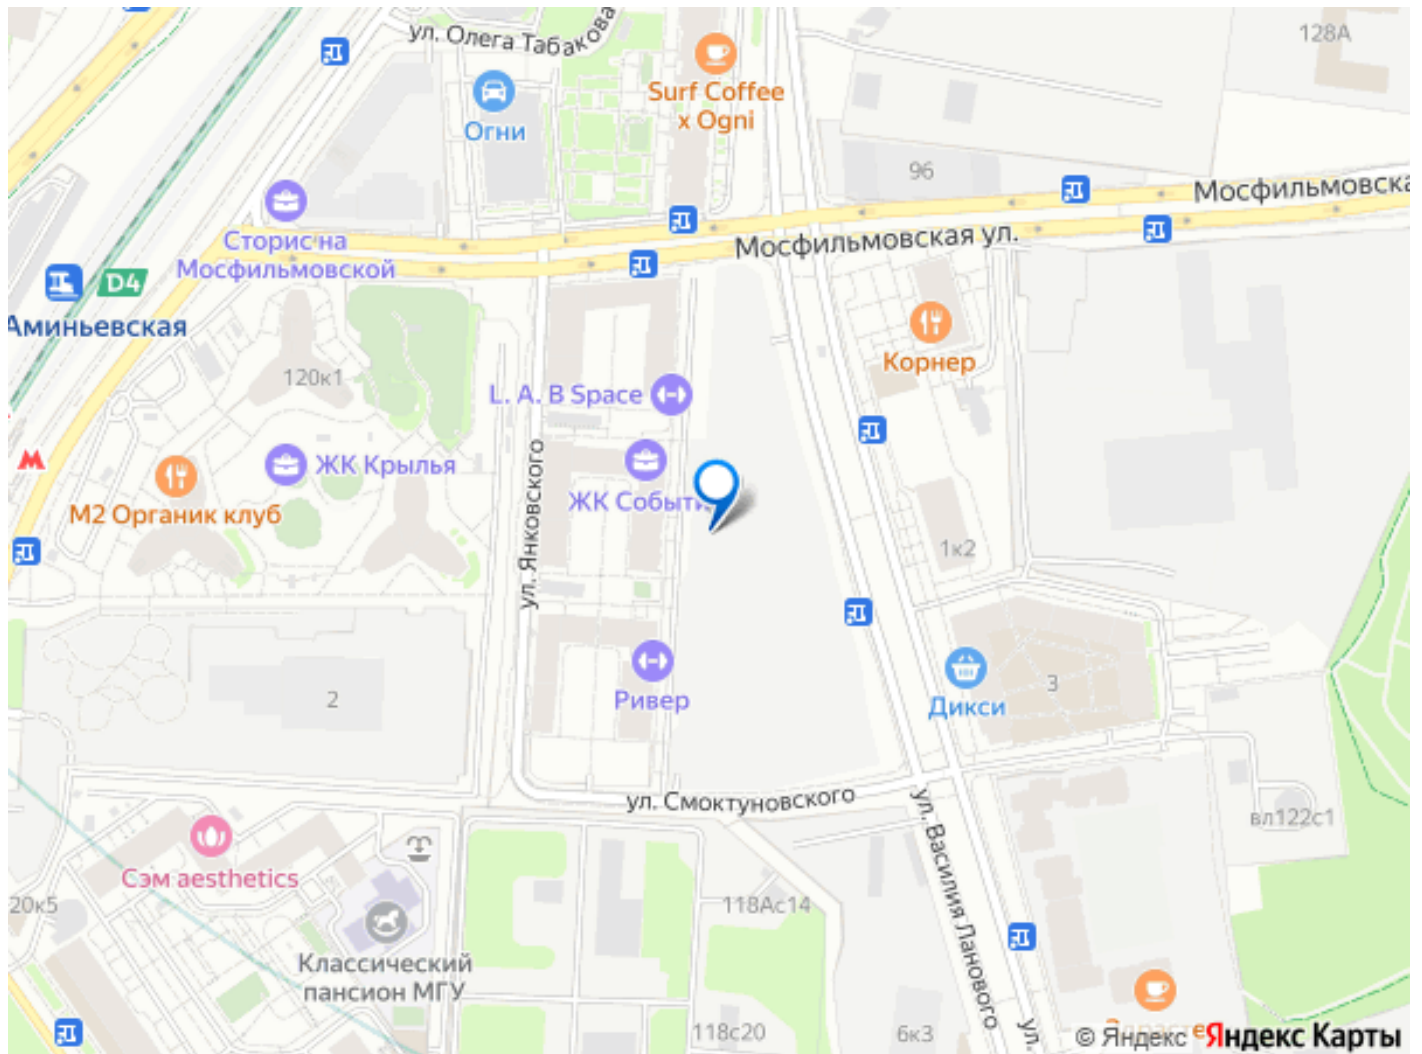 ул. Олега Табакова
128А
Surf Coffee
x Ogni
Огни
96
Мосфильмовска
Мосфильмовская ул.
Сторис на
Мосфильмовской
D4
Аминьевская
120к1
Корнер
L. A. B Space
ЖК Крылья
ЖК Событи
М2 Органик клуб
ул. Янковского
1к2
Ривер
2
3
Дикси
ул. Смоктуновского
вл122с1
ул. Василия Ланового
Сэм aesthetics
20к5
118Ас14
Классический
пансион МГУ
118с20
6к3
ул.
© Яндекс
Яндекс Карты